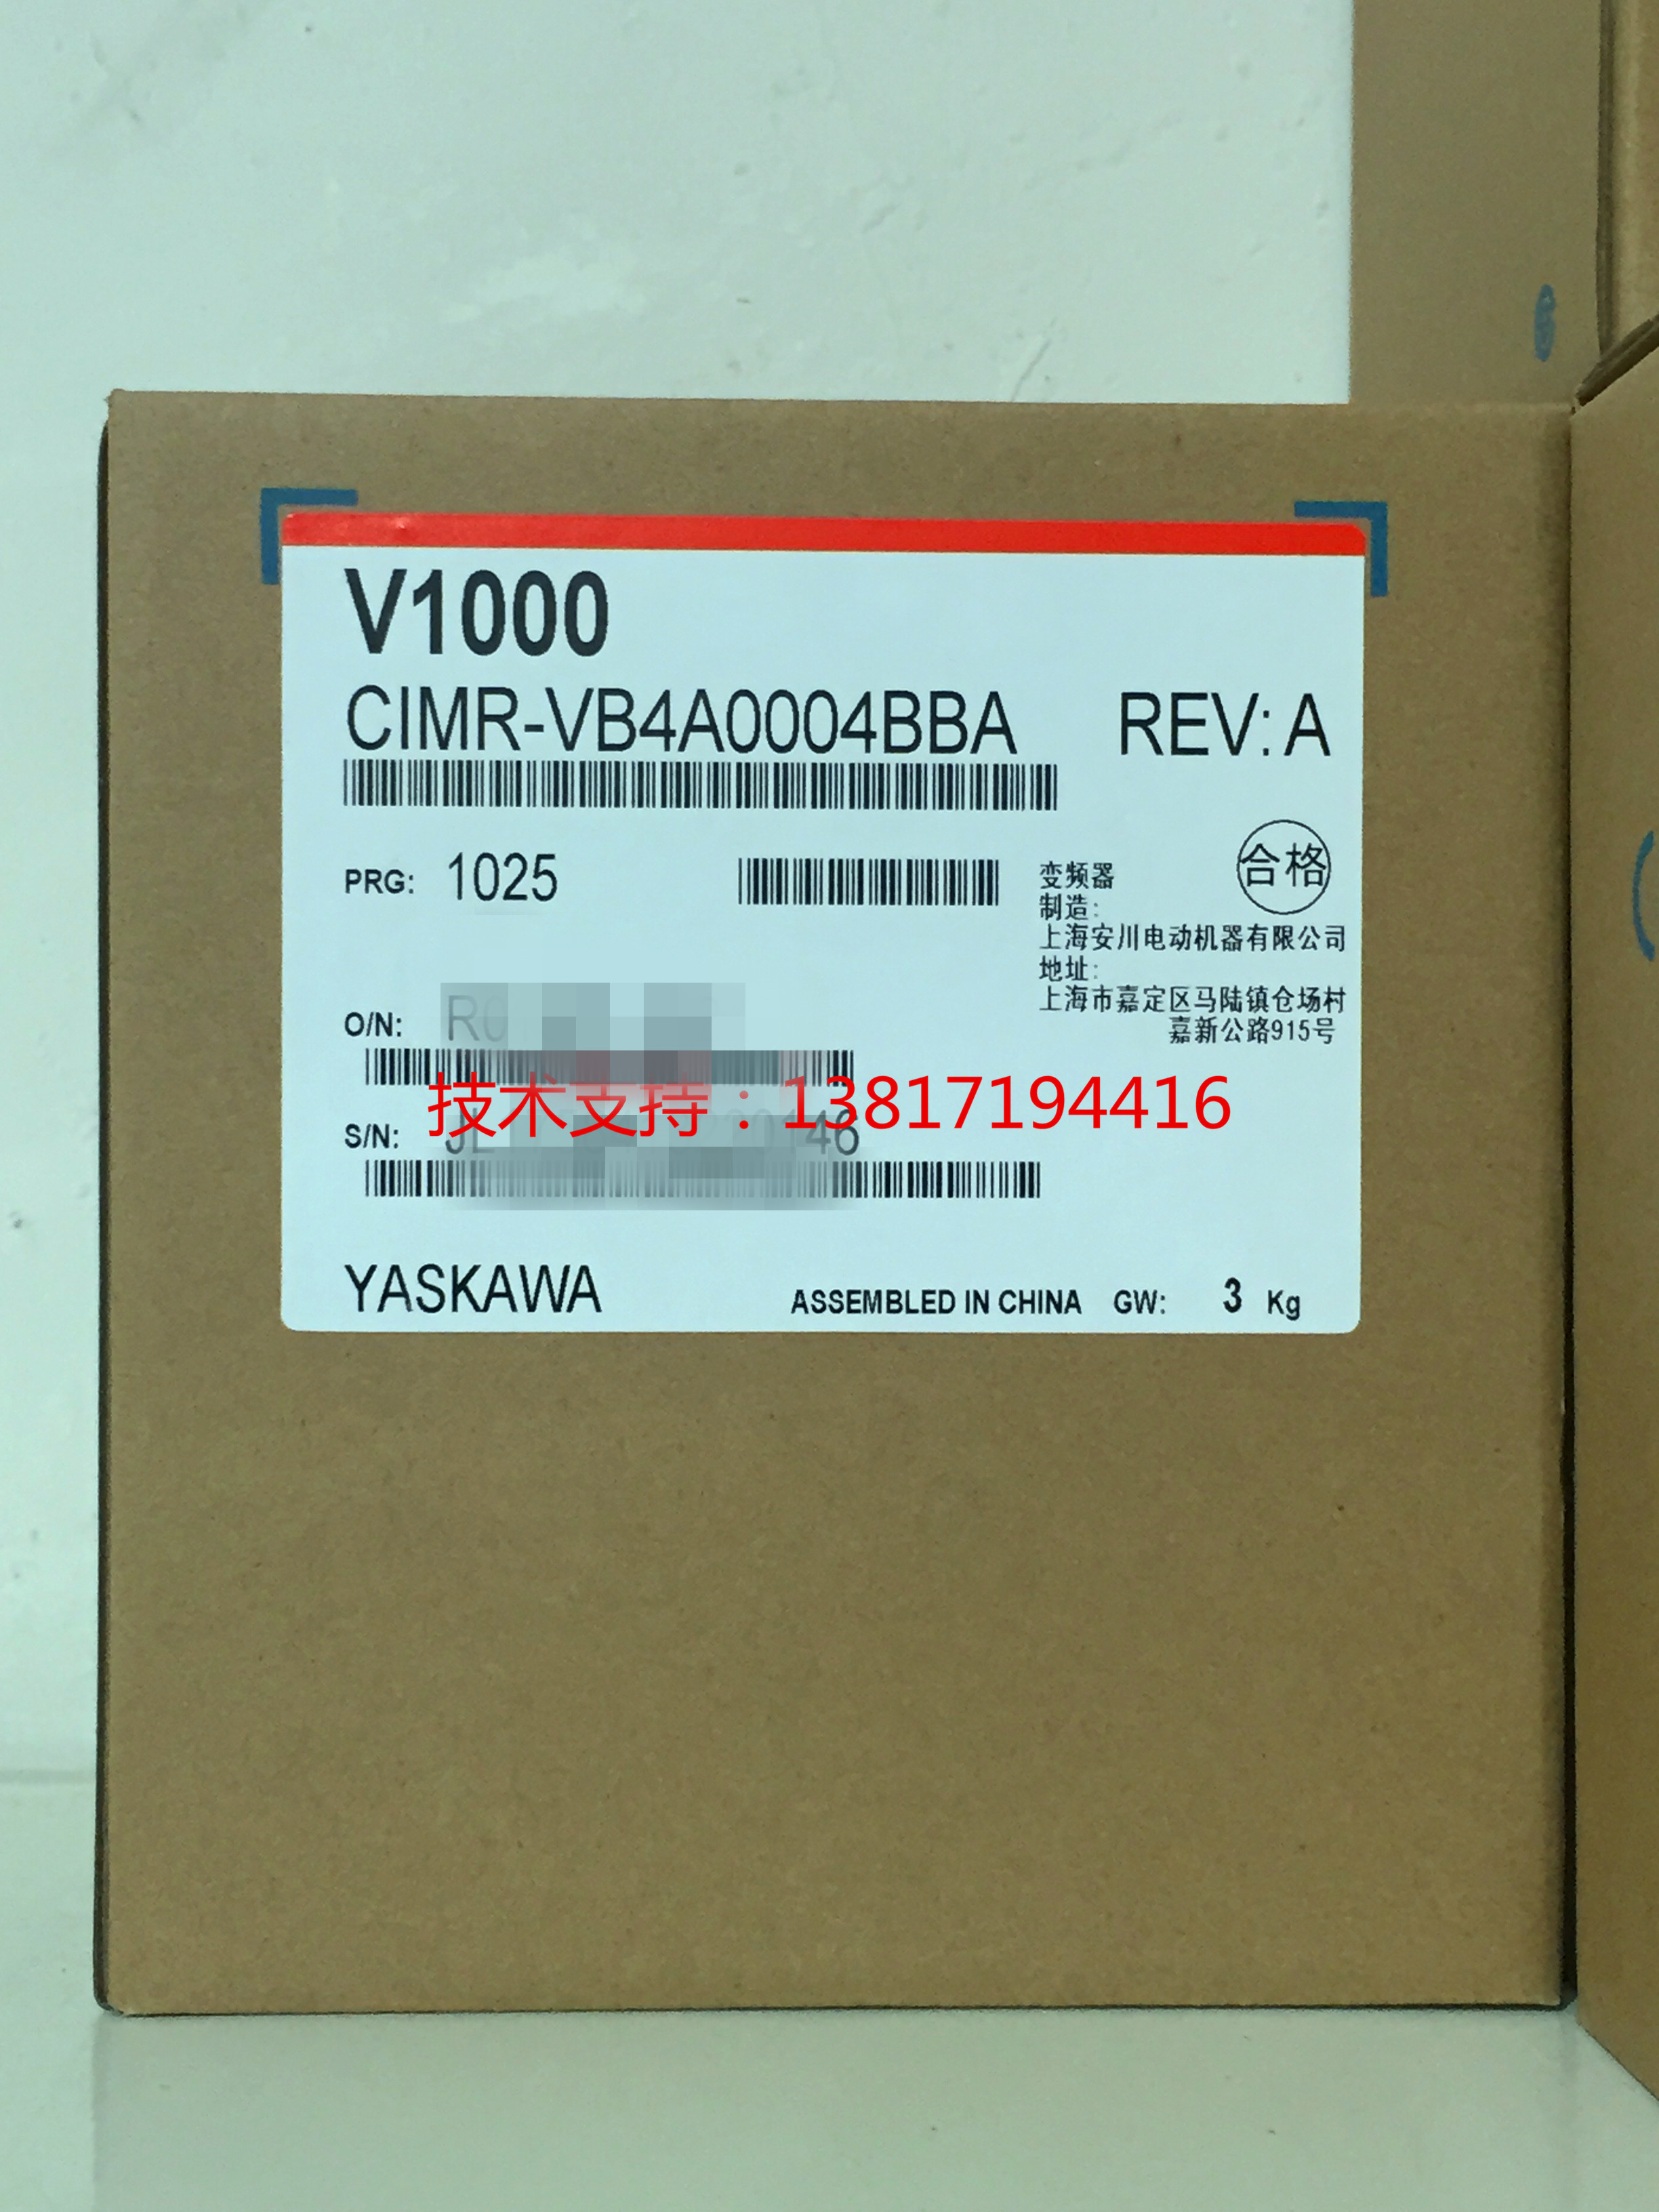 V1000
CIMR-VB4A0004BBA REV: A
PRG: 1025
合格
变频器
制造:
上海安川电动机器有限公司
地址:
上海市嘉定区马陆镇仓场村
嘉新公路915号
O/N:
技术支持：13817194416
S/N:
YASKAWA ASSEMBLED IN CHINA GW: 3 Kg